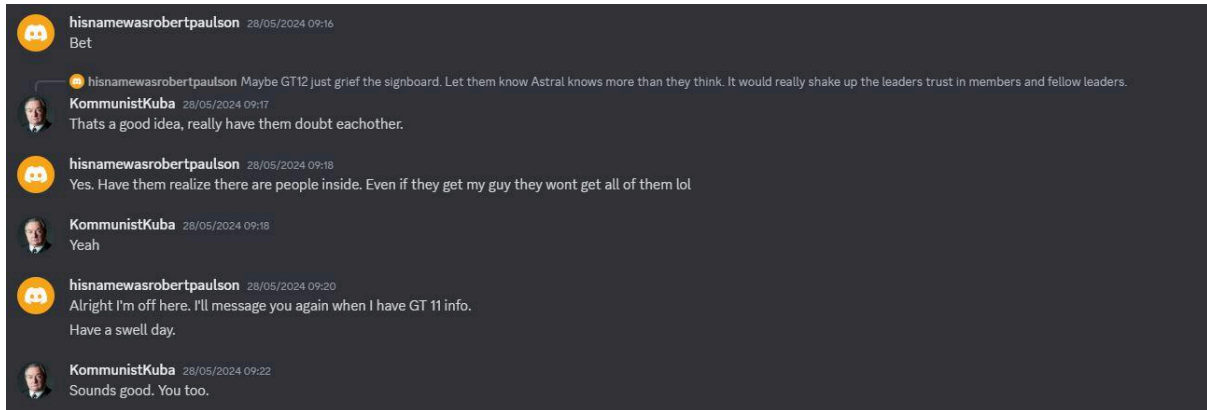 hisnamewasrobertpaulson 28/05/2024 09:16
Bet
hisnamewasrobertpaulson Maybe GT12 just grief the signboard. Let them know Astral knows more than they think. It would really shake up the leaders trust in members and fellow leaders.
KommunistKuba 28/05/2024 09:17
Thats a good idea, really have them doubt eachother.
hisnamewasrobertpaulson 28/05/2024 09:18
Yes. Have them realize there are people inside. Even if they get my guy they wont get all of them lol
KommunistKuba 28/05/2024 09:18
Yeah
hisnamewasrobertpaulson 28/05/2024 09:20
Alright I'm off here. I'll message you again when I have GT 11 info.
Have a swell day.
KommunistKuba 28/05/2024 09:22
Sounds good. You too.